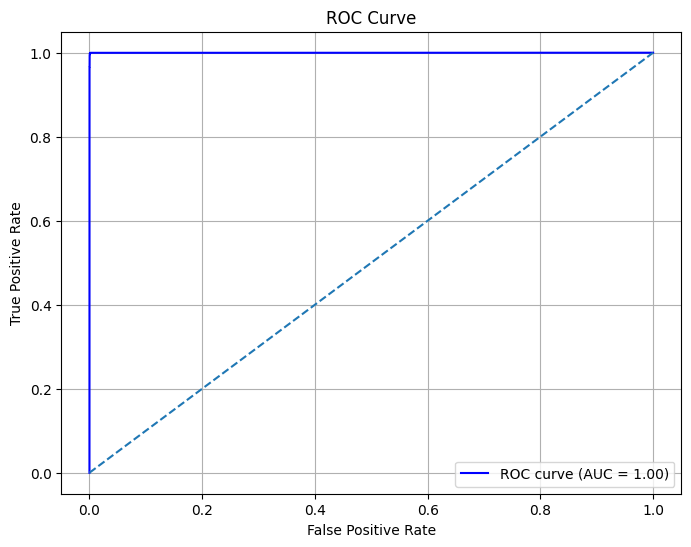 ROC Curve
1.0
0.8
0.6
0.4
0.2
0.0
True Positive Rate
ROC curve (AUC = 1.00)
0.0 0.2 0.4 0.6 0.8 1.0
False Positive Rate